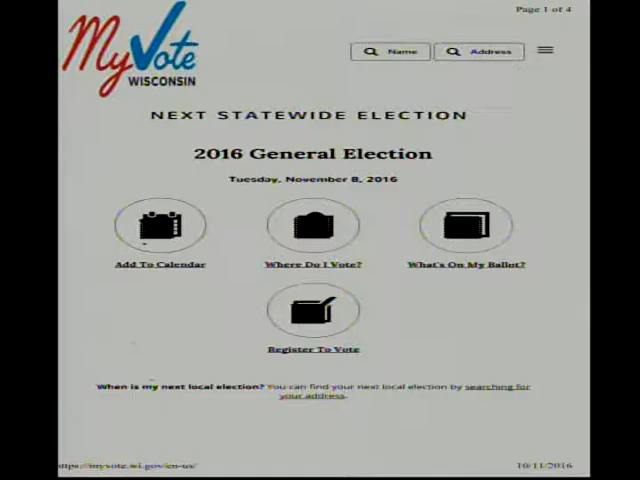 Page 1 of 4
MyVote
WISCONSIN
Name
Address
NEXT STATEWIDE ELECTION
2016 General Election
Tuesday, November 8, 2016
Add To Calendar
Where Do I Vote?
What's On My Ballot?
Register To Vote
When is my next local election? You can find your next local election by searching for
your address.
https://myvote.wi.gov/en-us/
10/11/2016